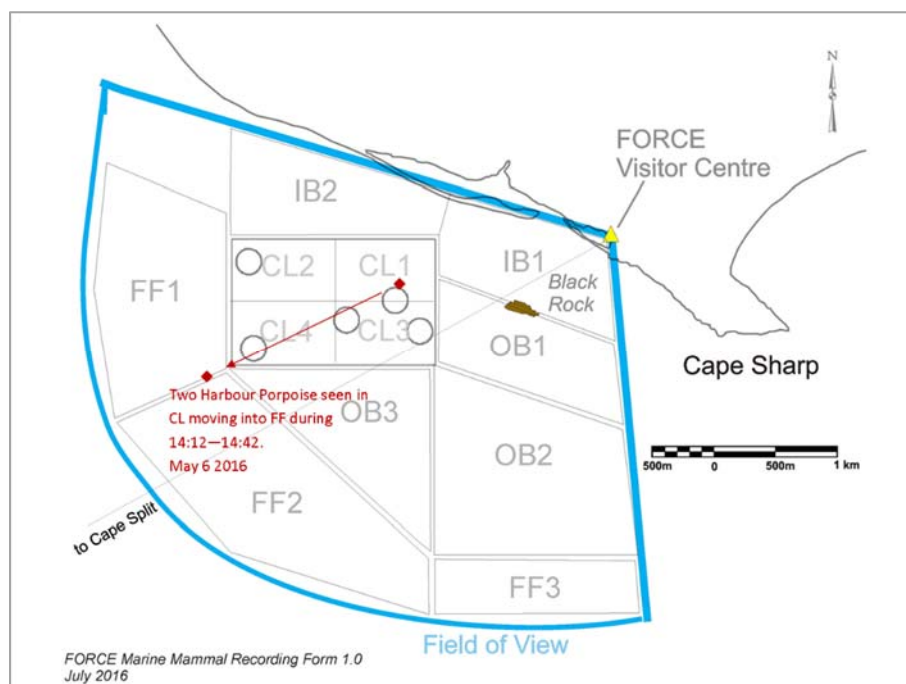 N
FORCE
Visitor Centre
IB2
CL2
CL1
IB1
FF1
Black
Rock
CL4
CL3
OB1
Cape Sharp
Two Harbour Porpoise seen in
CL moving into FF during
14:12—14:42.
May 6 2016
OB3
OB2
500m
0
500m
1 km
FF2
to Cape Split
FF3
Field of View
FORCE Marine Mammal Recording Form 1.0
July 2016